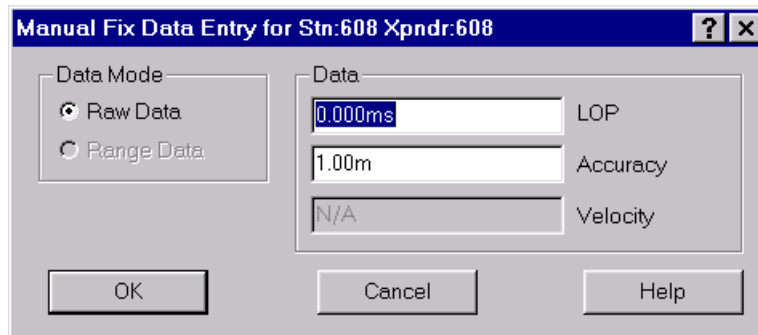 Manual Fix Data Entry for Stn:608 Xpndr:608
Data Mode
Raw Data
Range Data
Data
0.000ms LOP
1.00m Accuracy
N/A Velocity
OK Cancel Help